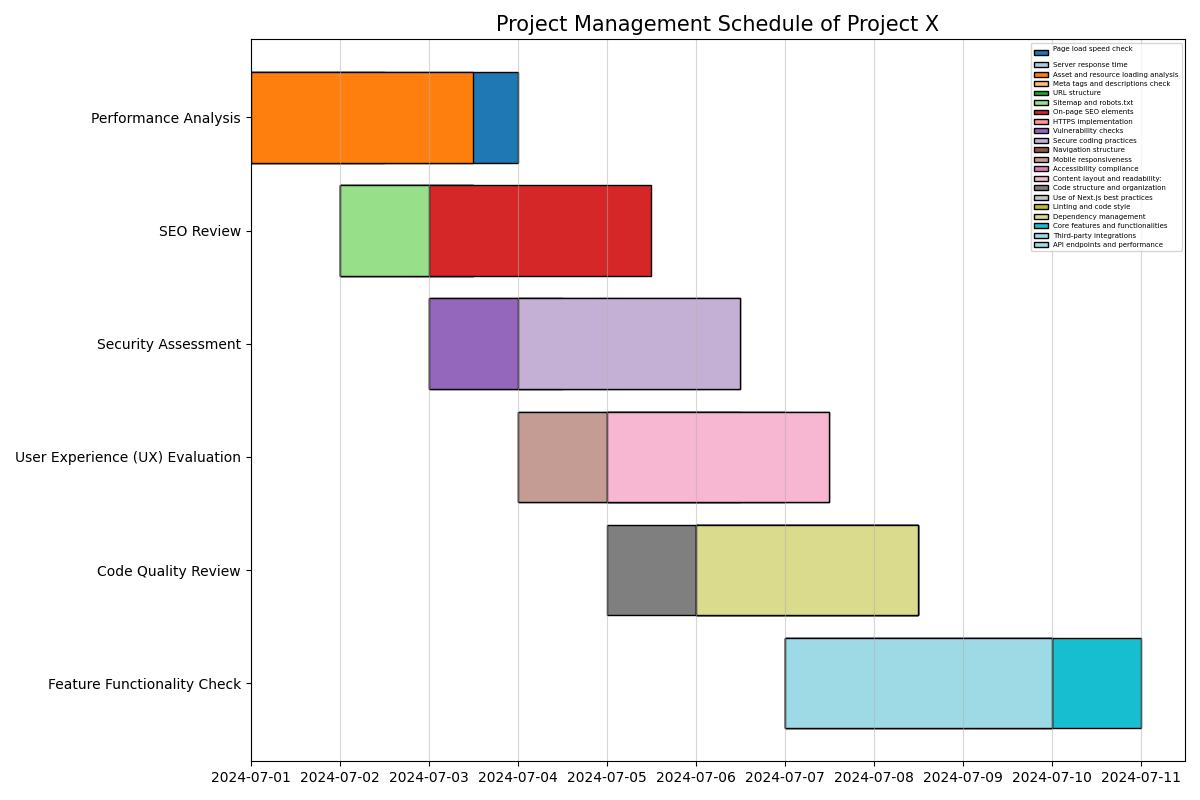 Project Management Schedule of Project X
Page load speed check
Server response time
Asset and resource loading analysis
Meta tags and descriptions check
URL structure
Sitemap and robots.txt
On-page SEO elements
HTTPS implementation
Vulnerability checks
Secure coding practices
Navigation structure
Mobile responsiveness
Accessibility compliance
Content layout and readability:
Code structure and organization
Use of Next.js best practices
Linting and code style
Dependency management
Core features and functionalities
Third-party integrations
API endpoints and performance
Performance Analysis
SEO Review
Security Assessment
User Experience (UX) Evaluation
Code Quality Review
Feature Functionality Check
2024-07-01 2024-07-02 2024-07-03 2024-07-04 2024-07-05 2024-07-06 2024-07-07 2024-07-08 2024-07-09 2024-07-10 2024-07-11